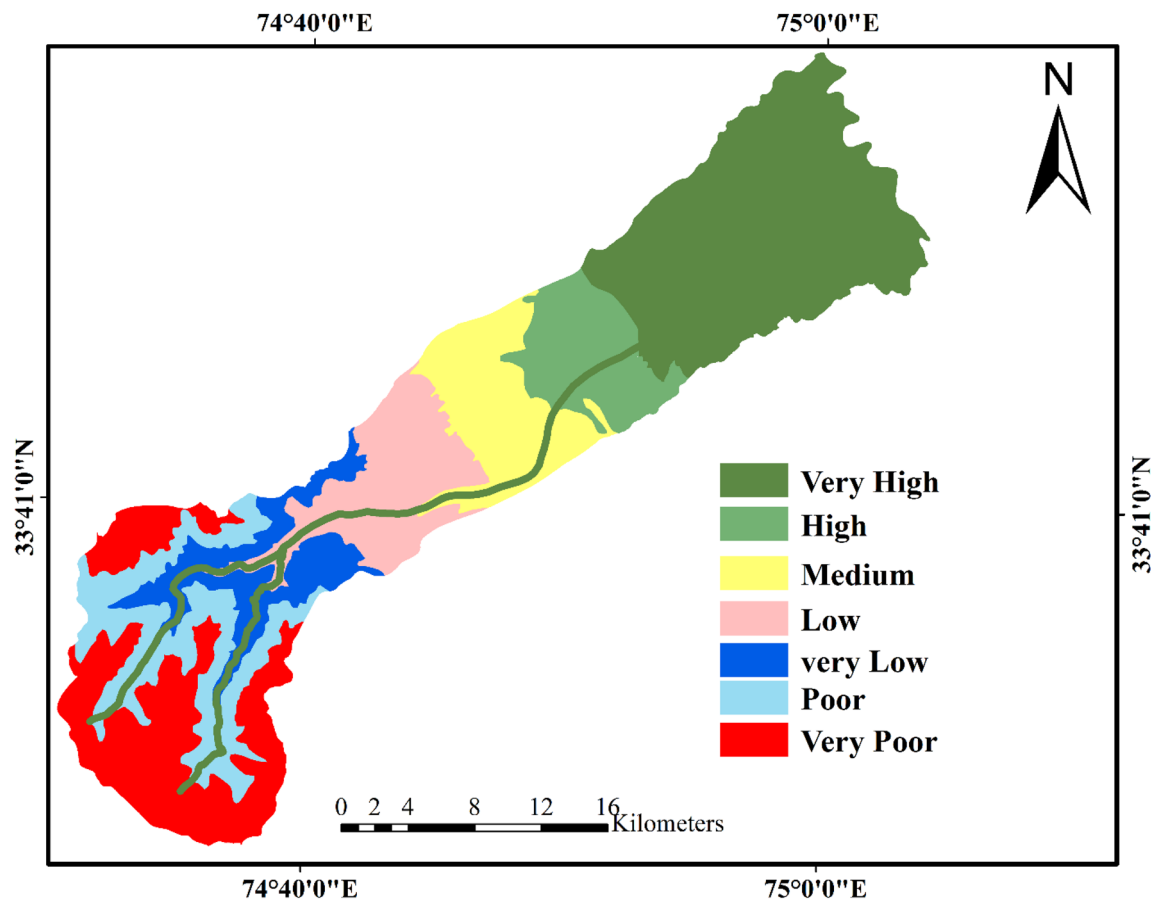 74°40'0"E 75°0'0"E
N
33°41'0"N
33°41'0"N
Very High
High
Medium
Low
very Low
Poor
Very Poor
0 2 4 8 12 16
Kilometers
74°40'0"E 75°0'0"E